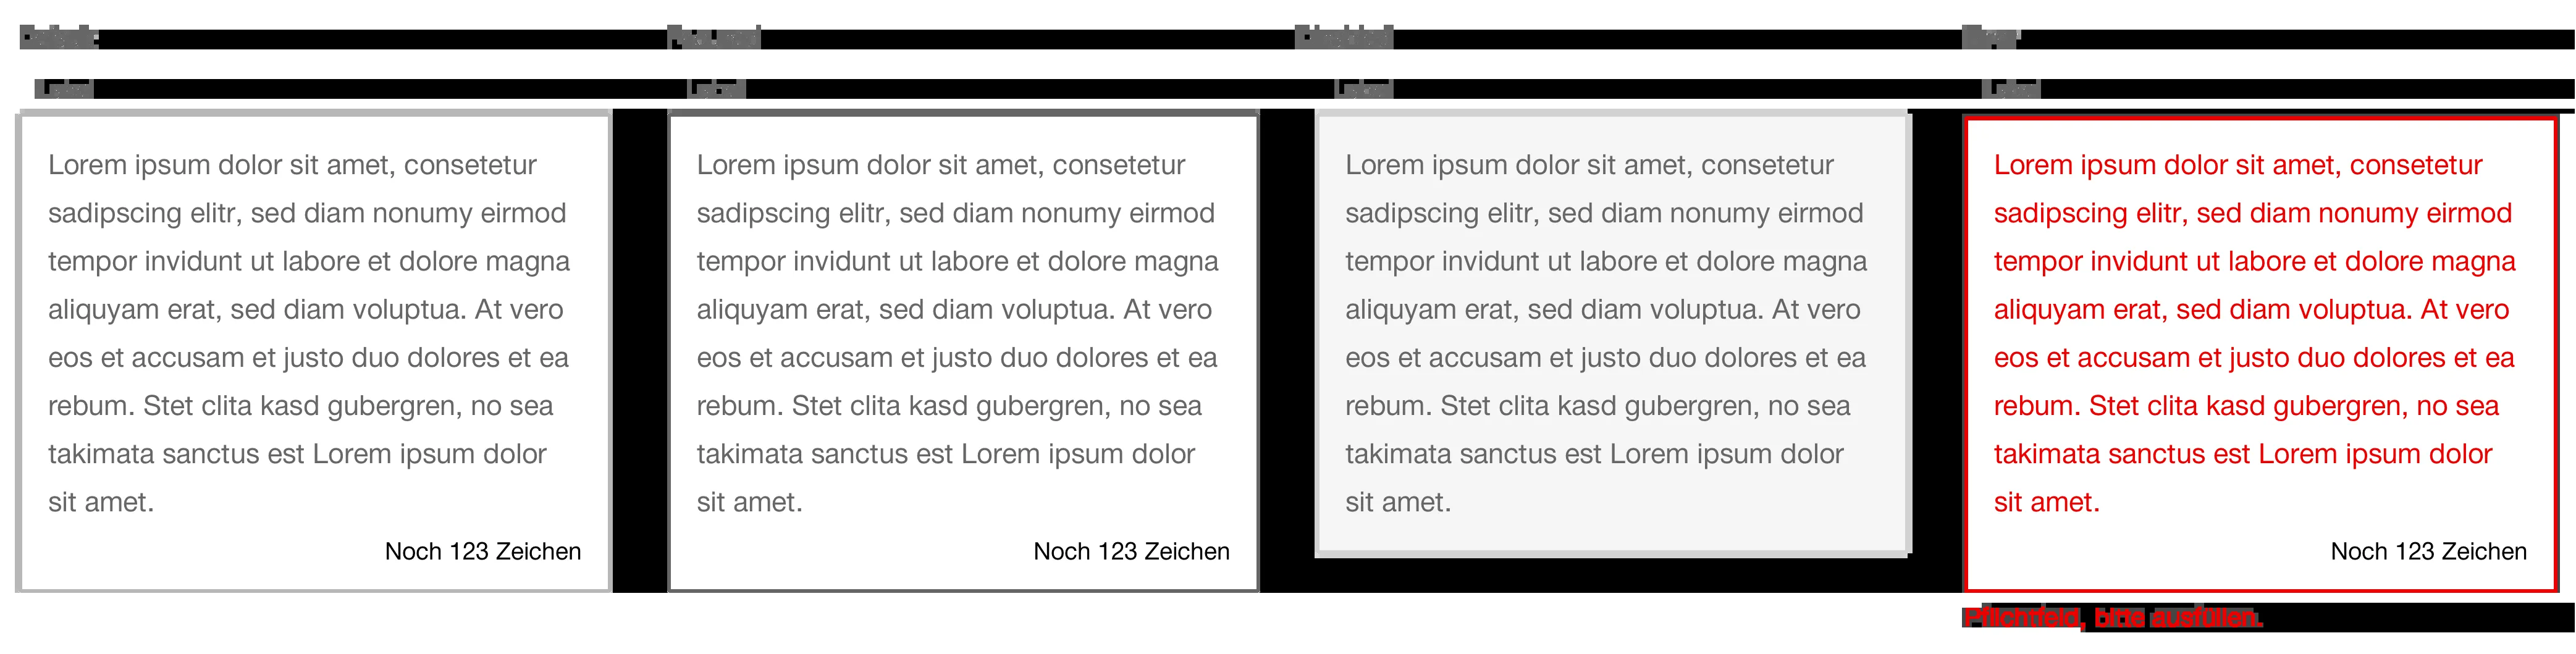 Default
Focused
Disabled
Error
Label
Label
Label
Label
Lorem ipsum dolor sit amet, consetetur
sadipscing elitr, sed diam nonumy eirmod
tempor invidunt ut labore et dolore magna
aliquyam erat, sed diam voluptua. At vero
eos et accusam et justo duo dolores et ea
rebum. Stet clita kasd gubergren, no sea
takimata sanctus est Lorem ipsum dolor
sit amet.
Noch 123 Zeichen
Lorem ipsum dolor sit amet, consetetur
sadipscing elitr, sed diam nonumy eirmod
tempor invidunt ut labore et dolore magna
aliquyam erat, sed diam voluptua. At vero
eos et accusam et justo duo dolores et ea
rebum. Stet clita kasd gubergren, no sea
takimata sanctus est Lorem ipsum dolor
sit amet.
Noch 123 Zeichen
Lorem ipsum dolor sit amet, consetetur
sadipscing elitr, sed diam nonumy eirmod
tempor invidunt ut labore et dolore magna
aliquyam erat, sed diam voluptua. At vero
eos et accusam et justo duo dolores et ea
rebum. Stet clita kasd gubergren, no sea
takimata sanctus est Lorem ipsum dolor
sit amet.
Lorem ipsum dolor sit amet, consetetur
sadipscing elitr, sed diam nonumy eirmod
tempor invidunt ut labore et dolore magna
aliquyam erat, sed diam voluptua. At vero
eos et accusam et justo duo dolores et ea
rebum. Stet clita kasd gubergren, no sea
takimata sanctus est Lorem ipsum dolor
sit amet.
Noch 123 Zeichen
Pflichtfeld, bitte ausfüllen.